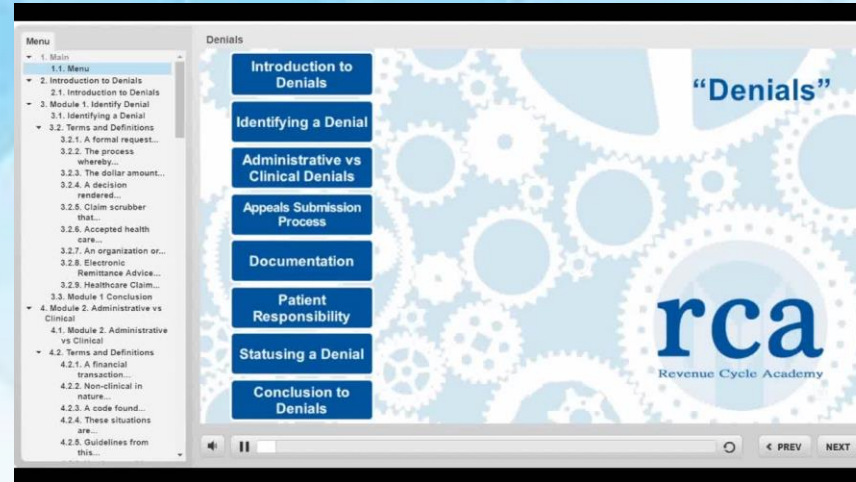 Menu
1. Main
1.1. Menu
2. Introduction to Denials
2.1. Introduction to Denials
3. Module 1. Identify Denial
3.1. Identifying a Denial
3.2. Terms and Definitions
3.2.1. A formal request...
3.2.2. The process
whereby...
3.2.3. The dollar amount...
3.2.4. A decision
rendered...
3.2.5. Claim scrubber
that...
3.2.6. Accepted health
care...
3.2.7. An organization or...
3.2.8. Electronic
Remittance Advice...
3.2.9. Healthcare Claim...
3.3. Module 1 Conclusion
4. Module 2. Administrative vs
Clinical
4.1. Module 2. Administrative
vs Clinical
4.2. Terms and Definitions
4.2.1. A financial
transaction...
4.2.2. Non-clinical in
nature...
4.2.3. A code found...
4.2.4. These situations
are...
4.2.5. Guidelines from
this...
Denials
Introduction to
Denials
Identifying a Denial
Administrative vs
Clinical Denials
Appeals Submission
Process
Documentation
Patient
Responsibility
Statusing a Denial
Conclusion to
Denials
“Denials”
rca
Revenue Cycle Academy
< PREV
NEXT